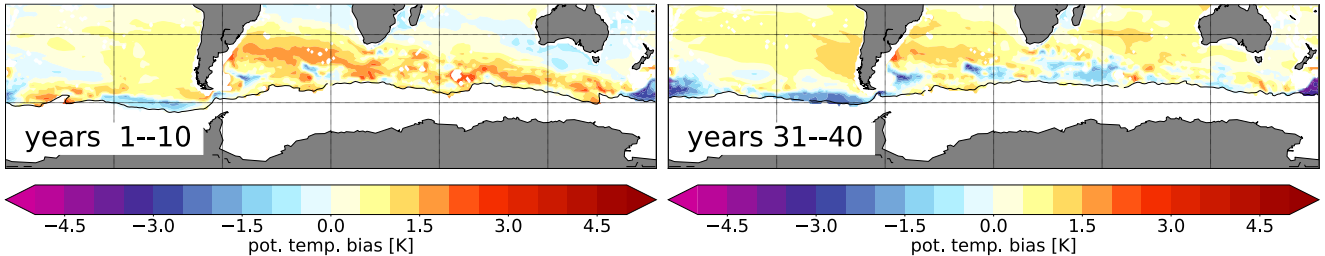 years 1--10
years 31--40
−4.5 −3.0 −1.5 0.0 1.5 3.0 4.5
pot. temp. bias [K]
−4.5 −3.0 −1.5 0.0 1.5 3.0 4.5
pot. temp. bias [K]